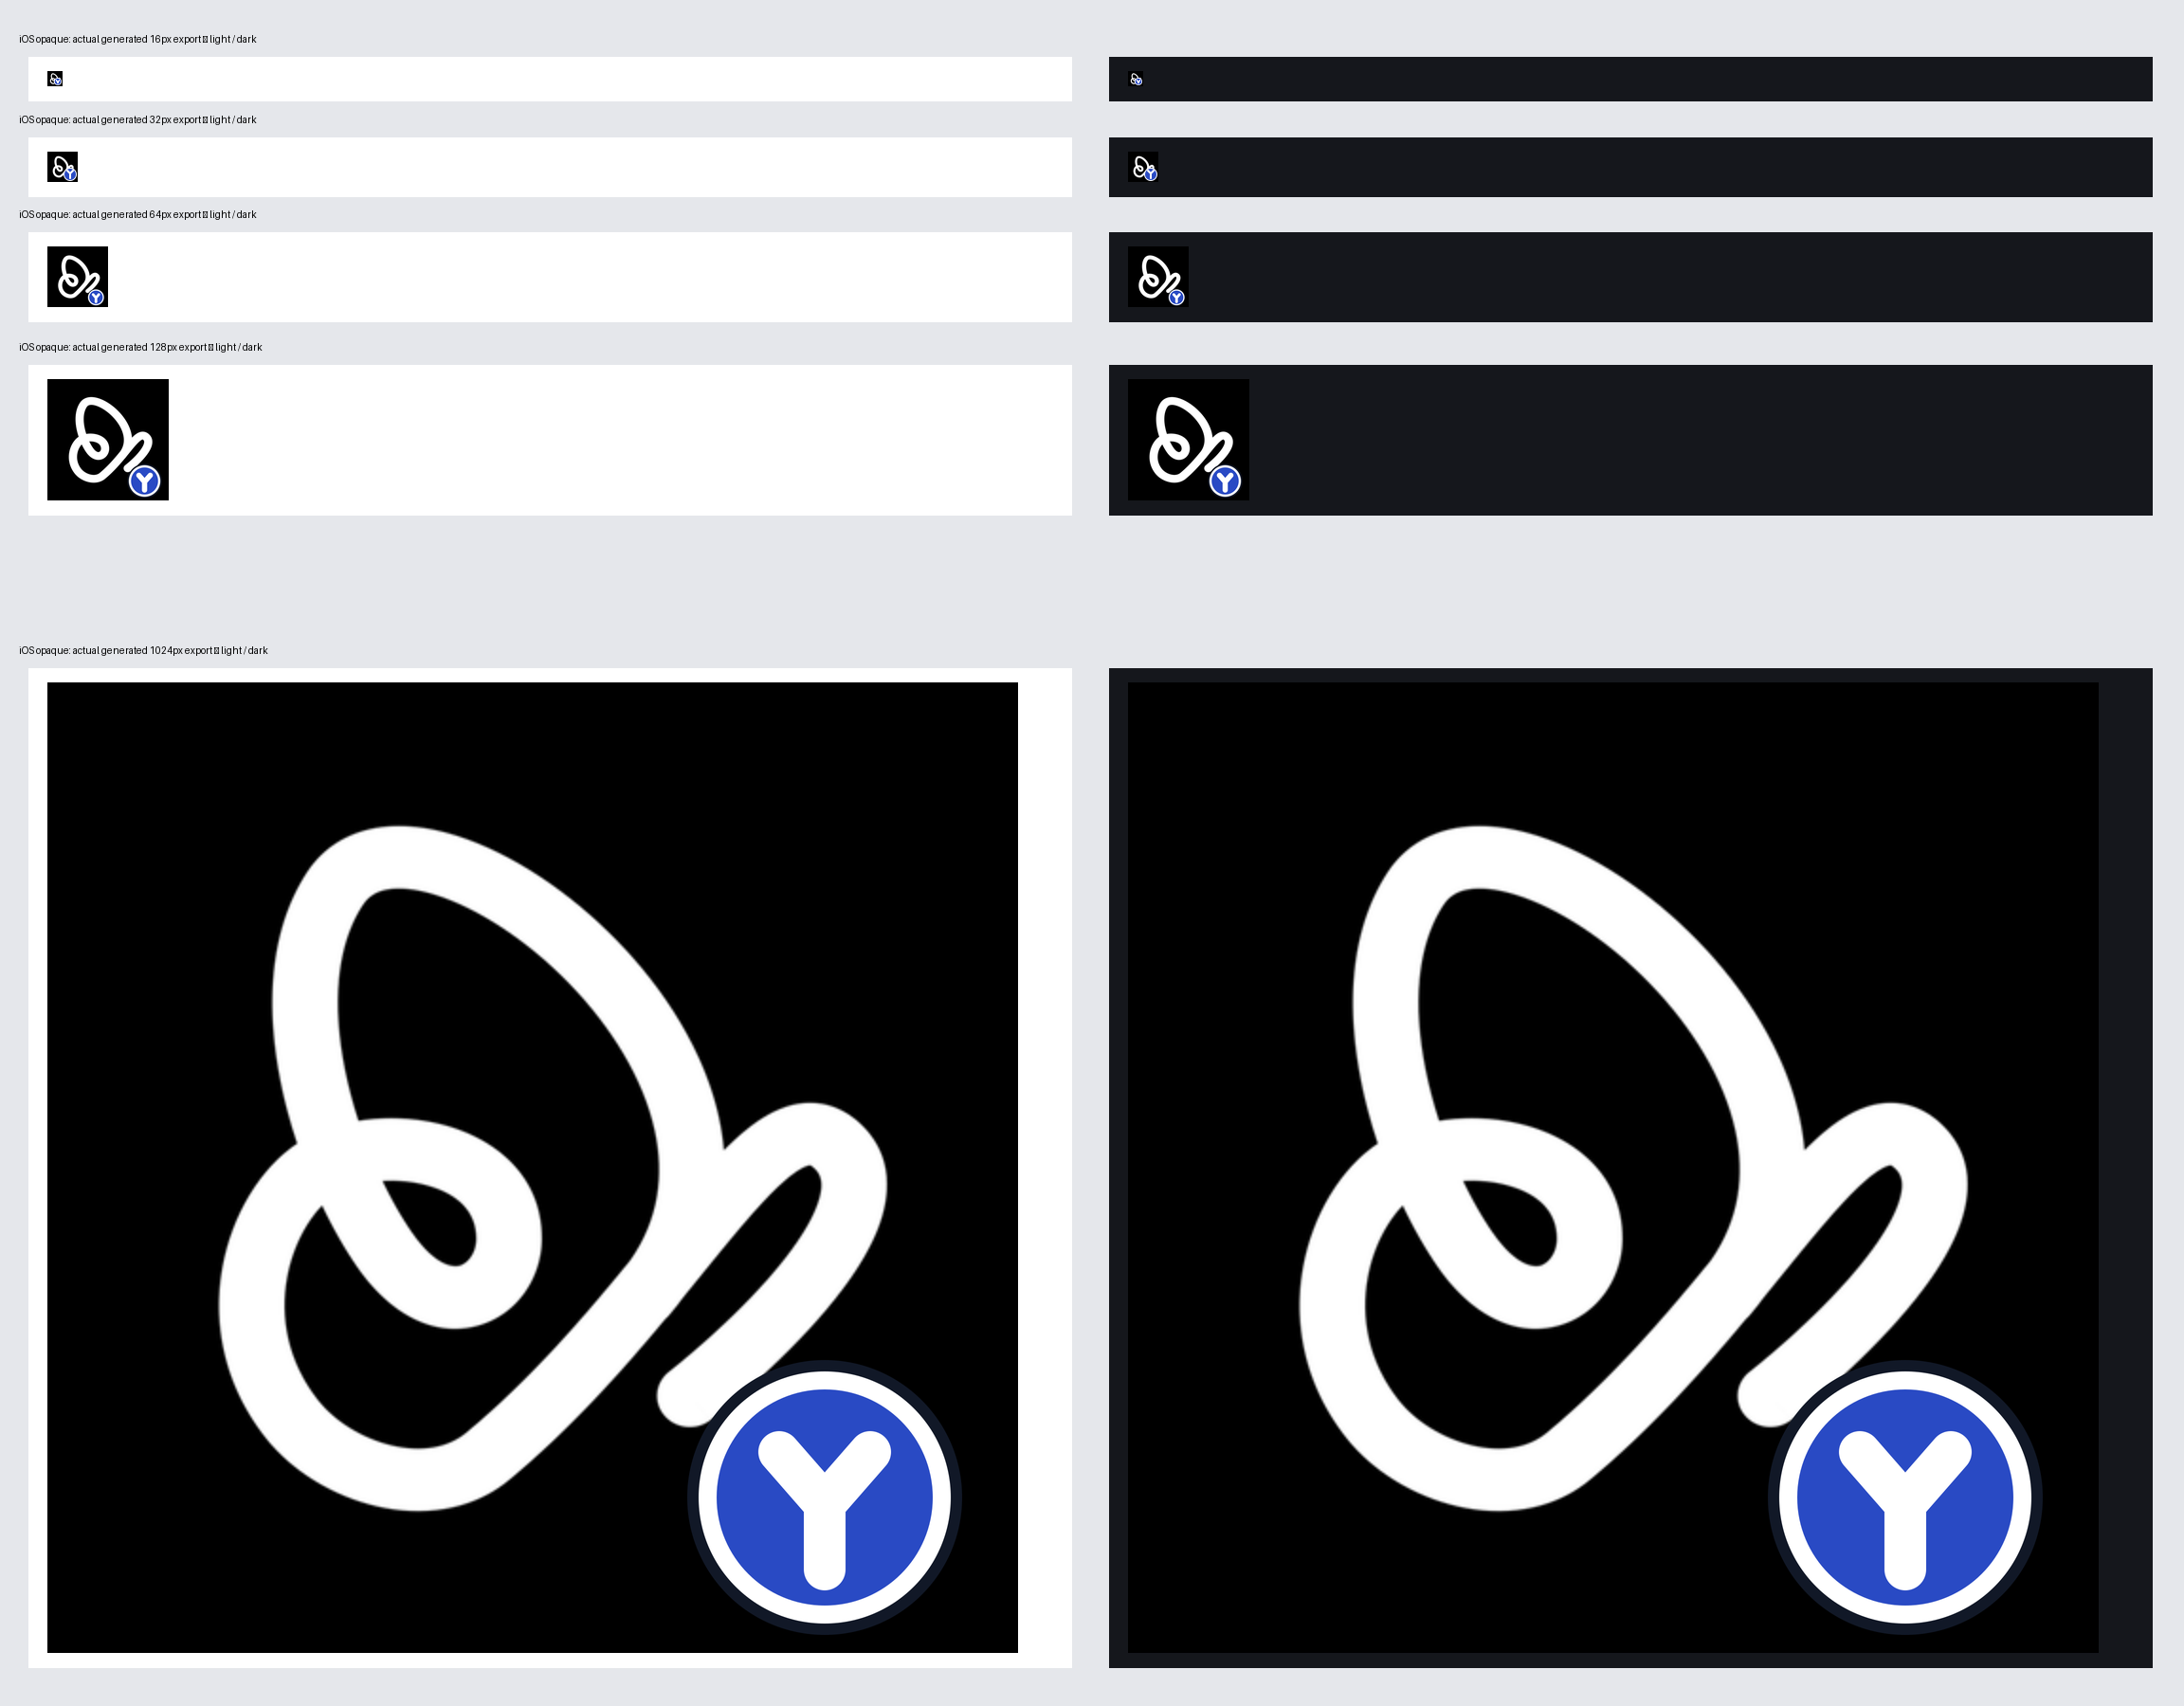 iOS opaque: actual generated 16px export ▯ light / dark
Y
Y
iOS opaque: actual generated 32px export ▯ light / dark
Y
Y
iOS opaque: actual generated 64px export ▯ light / dark
Y
Y
iOS opaque: actual generated 128px export ▯ light / dark
Y
Y
iOS opaque: actual generated 1024px export ▯ light / dark
Y
Y